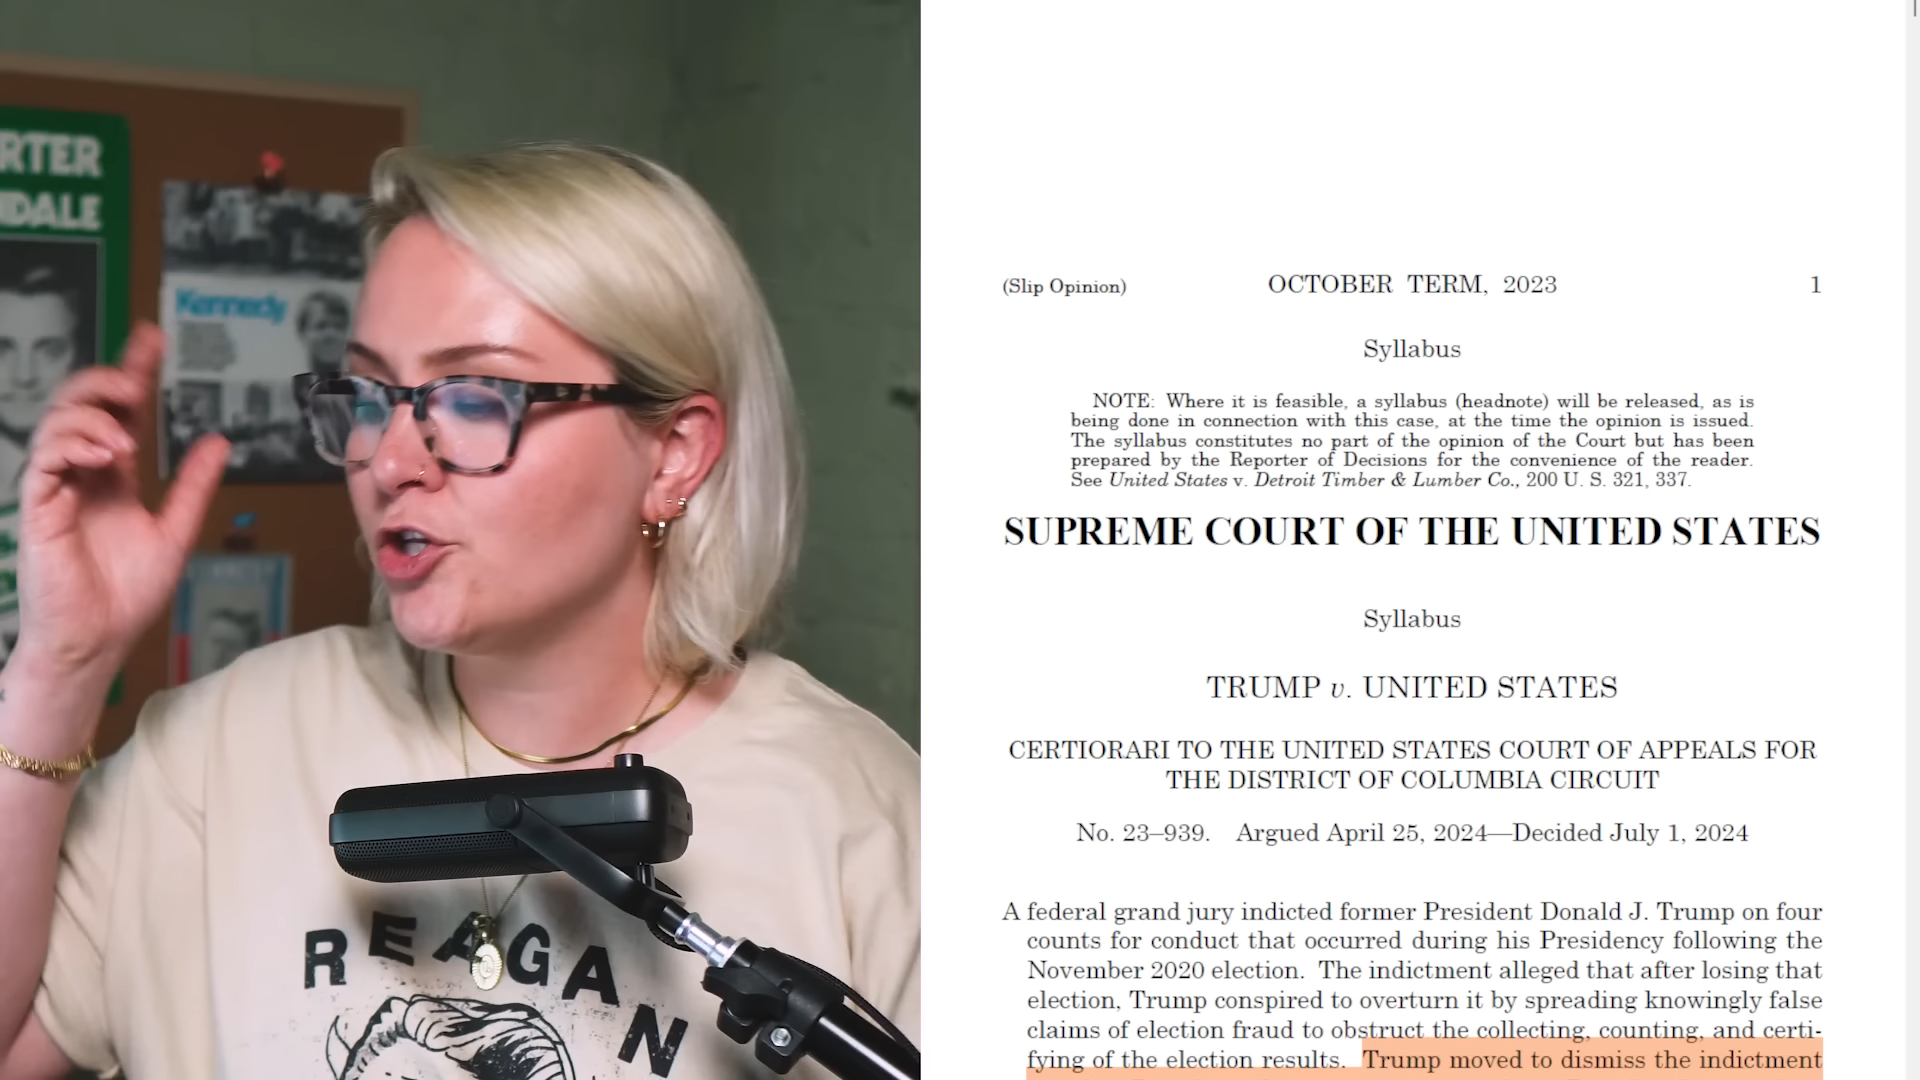 RTER
DALE
Kennedy
REAGAN
(Slip Opinion) OCTOBER TERM, 2023 1
Syllabus
NOTE: Where it is feasible, a syllabus (headnote) will be released, as is
being done in connection with this case, at the time the opinion is issued.
The syllabus constitutes no part of the opinion of the Court but has been
prepared by the Reporter of Decisions for the convenience of the reader.
See United States v. Detroit Timber & Lumber Co., 200 U. S. 321, 337.
SUPREME COURT OF THE UNITED STATES
Syllabus
TRUMP v. UNITED STATES
CERTIORARI TO THE UNITED STATES COURT OF APPEALS FOR
THE DISTRICT OF COLUMBIA CIRCUIT
No. 23–939. Argued April 25, 2024—Decided July 1, 2024
A federal grand jury indicted former President Donald J. Trump on four
counts for conduct that occurred during his Presidency following the
November 2020 election. The indictment alleged that after losing that
election, Trump conspired to overturn it by spreading knowingly false
claims of election fraud to obstruct the collecting, counting, and certi-
fying of the election results. Trump moved to dismiss the indictment